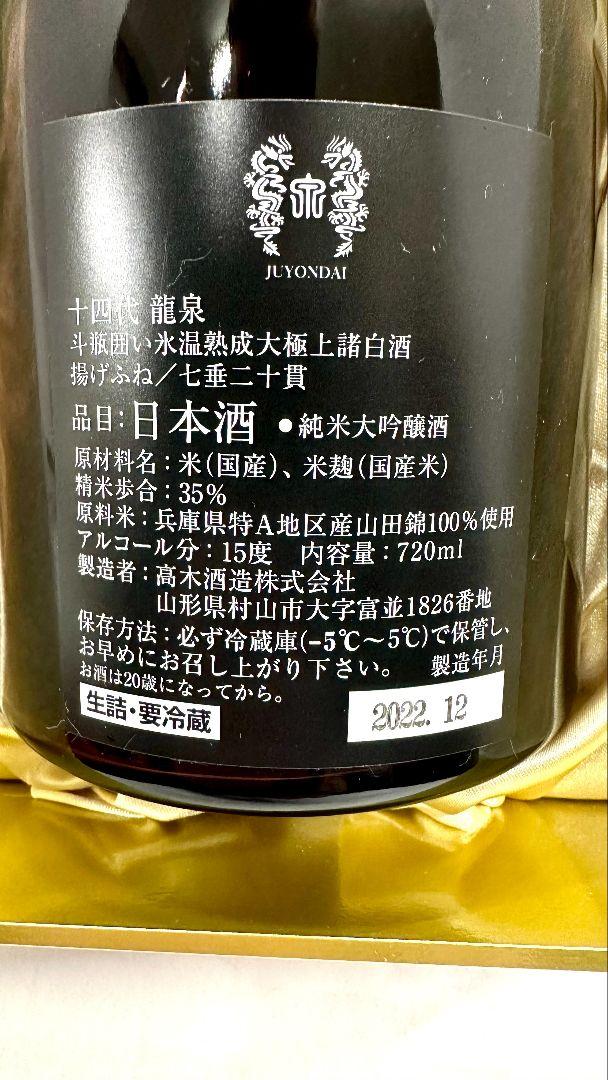 JUYONDAI
十四代 龍泉
斗瓶囲い氷温熟成大極上諸白酒
揚げふね／七垂二十貫
品目：日本酒 ●純米大吟醸酒
原材料名：米（国産）、米麹（国産米）
精米歩合：35％
原料米：兵庫県特A地区産山田錦100％使用
アルコール分：15度 内容量：720ml
製造者：高木酒造株式会社
山形県村山市大字富並1826番地
保存方法：必ず冷蔵庫（−5℃〜5℃）で保管し、
お早めにお召し上がり下さい。 製造年月
お酒は20歳になってから。
生詰・要冷蔵 2022. 12